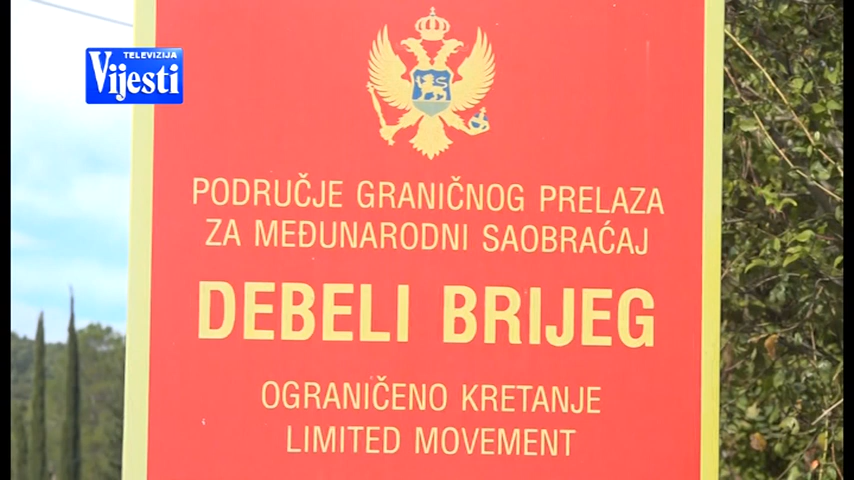 TELEVIZIJA
Vijesti
PODRUČJE GRANIČNOG PRELAZA
ZA MEĐUNARODNI SAOBRAĆAJ
DEBELI BRIJEG
OGRANIČENO KRETANJE
LIMITED MOVEMENT